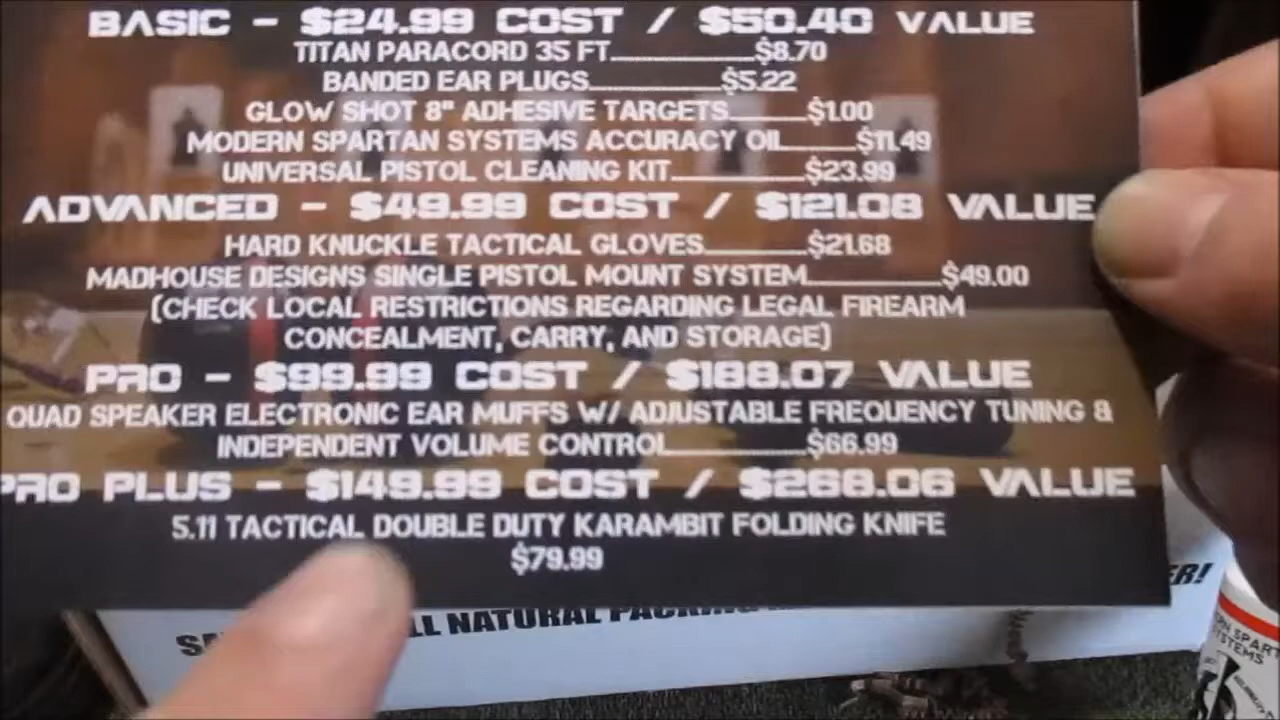 BASIC - $24.99 COST / $50.40 VALUE
TITAN PARACORD 35 FT.................$8.70
BANDED EAR PLUGS.................$5.22
GLOW SHOT 8" ADHESIVE TARGETS.........$1.00
MODERN SPARTAN SYSTEMS ACCURACY OIL.........$11.49
UNIVERSAL PISTOL CLEANING KIT.................$23.99
ADVANCED - $49.99 COST / $121.08 VALUE
HARD KNUCKLE TACTICAL GLOVES.............$21.68
MADHOUSE DESIGNS SINGLE PISTOL MOUNT SYSTEM.................$49.00
(CHECK LOCAL RESTRICTIONS REGARDING LEGAL FIREARM
CONCEALMENT, CARRY, AND STORAGE)
PRO - $99.99 COST / $188.07 VALUE
QUAD SPEAKER ELECTRONIC EAR MUFFS W/ ADJUSTABLE FREQUENCY TUNING &
INDEPENDENT VOLUME CONTROL.................$66.99
PRO PLUS - $149.99 COST / $268.06 VALUE
5.11 TACTICAL DOUBLE DUTY KARAMBIT FOLDING KNIFE
$79.99
NATURAL
SYSTEMS